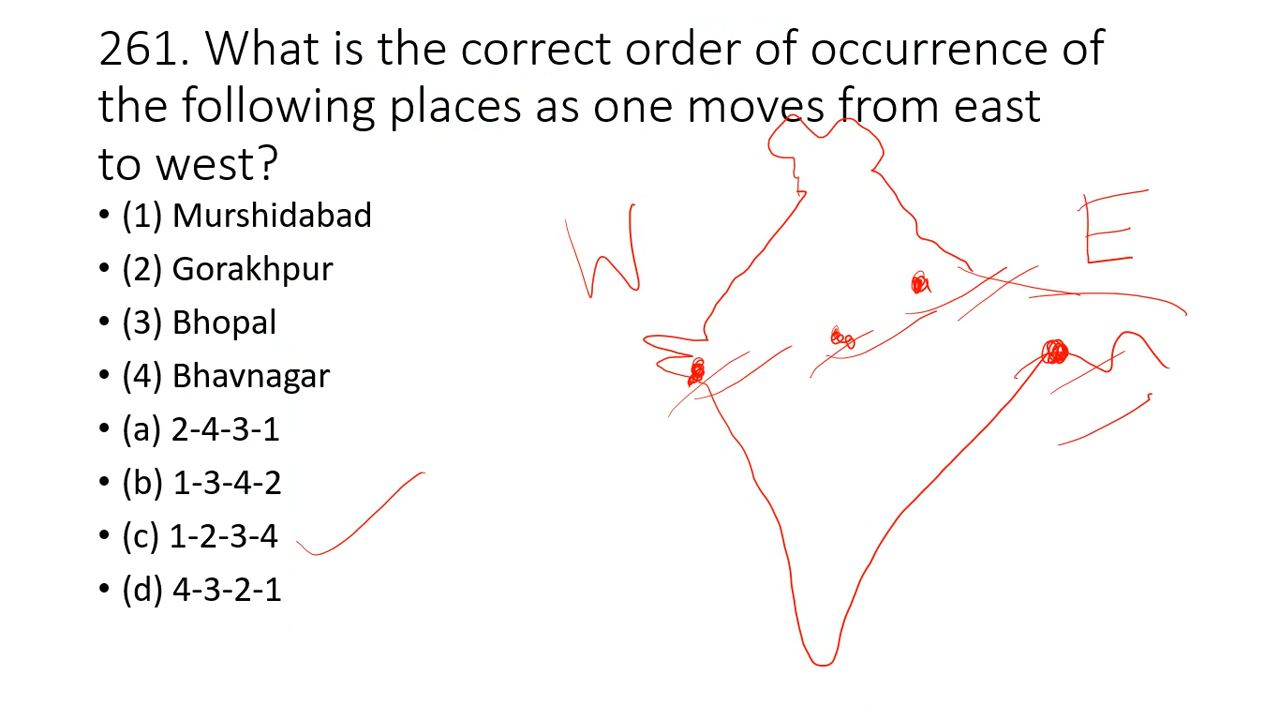 261. What is the correct order of occurrence of
the following places as one moves from east
to west?
• (1) Murshidabad
• (2) Gorakhpur
• (3) Bhopal
• (4) Bhavnagar
• (a) 2-4-3-1
• (b) 1-3-4-2
• (c) 1-2-3-4
• (d) 4-3-2-1
W
E